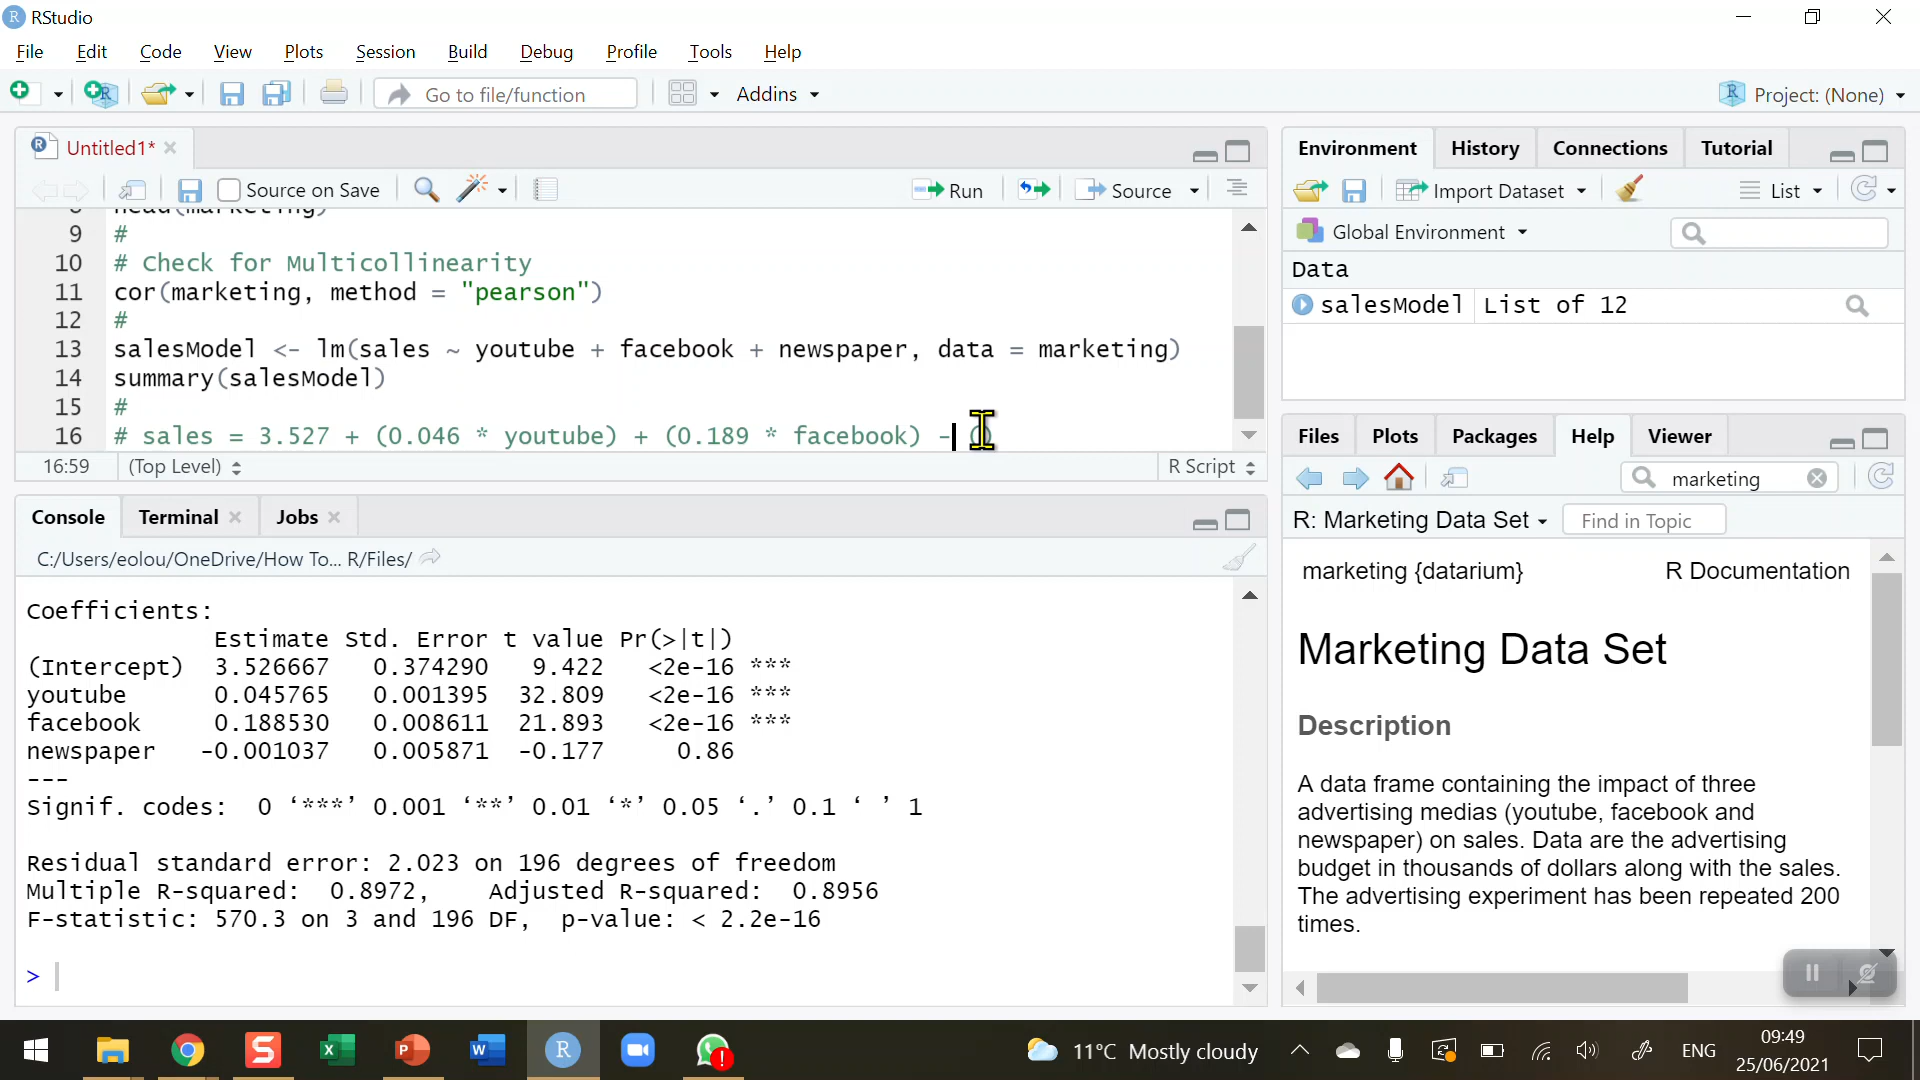 RStudio
File Edit Code View Plots Session Build Debug Profile Tools Help
Go to file/function Addins Project: (None)
Untitled1*
Source on Save Run Source
8 head(marketing)
9 #
10 # Check for Multicollinearity
11 cor(marketing, method = "pearson")
12 #
13 salesModel <- lm(sales ~ youtube + facebook + newspaper, data = marketing)
14 summary(salesModel)
15 #
16 # sales = 3.527 + (0.046 * youtube) + (0.189 * facebook) - ()
16:59 (Top Level) R Script
Console Terminal Jobs
C:/Users/eolou/OneDrive/How To... R/Files/
Coefficients:
Estimate Std. Error t value Pr(>|t|)
(Intercept) 3.526667 0.374290 9.422 <2e-16 ***
youtube 0.045765 0.001395 32.809 <2e-16 ***
facebook 0.188530 0.008611 21.893 <2e-16 ***
newspaper -0.001037 0.005871 -0.177 0.86
---
Signif. codes: 0 ‘***’ 0.001 ‘**’ 0.01 ‘*’ 0.05 ‘.’ 0.1 ‘ ’ 1
Residual standard error: 2.023 on 196 degrees of freedom
Multiple R-squared: 0.8972, Adjusted R-squared: 0.8956
F-statistic: 570.3 on 3 and 196 DF, p-value: < 2.2e-16
>
Environment History Connections Tutorial
Import Dataset List
Global Environment
Data
salesModel List of 12
Files Plots Packages Help Viewer
marketing
R: Marketing Data Set Find in Topic
marketing {datarium} R Documentation
Marketing Data Set
Description
A data frame containing the impact of three
advertising medias (youtube, facebook and
newspaper) on sales. Data are the advertising
budget in thousands of dollars along with the sales.
The advertising experiment has been repeated 200
times.
11°C Mostly cloudy ENG 09:49
25/06/2021